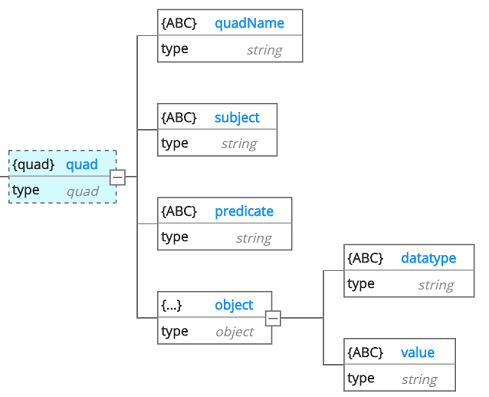 {ABC} quadName
type string
{ABC} subject
type string
{quad} quad
type quad
{ABC} predicate
type string
{...} object
type object
{ABC} datatype
type string
{ABC} value
type string